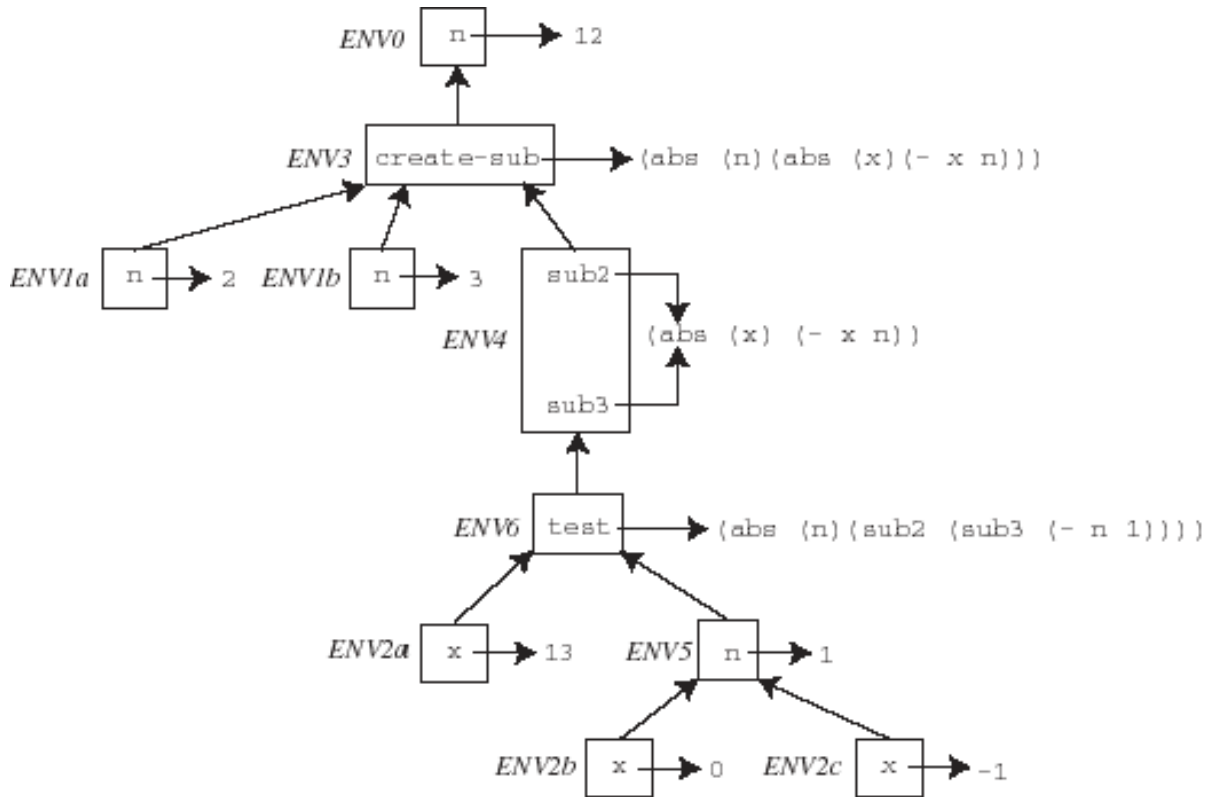 ENV0 n 12
ENV3 create-sub (abs (n)(abs (x)(- x n)))
ENV1a n 2 ENV1b n 3 sub2
ENV4 (abs (x) (- x n))
sub3
ENV6 test (abs (n)(sub2 (sub3 (- n 1))))
ENV2a x 13 ENV5 n 1
ENV2b x 0 ENV2c x -1